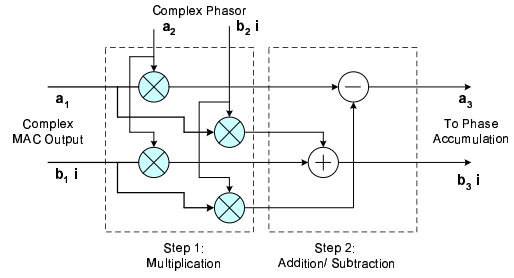 Complex Phasor
a2
b2 i
a1
Complex
MAC Output
b1 i
a3
To Phase
Accumulation
b3 i
Step 1:
Multiplication
Step 2:
Addition/ Subtraction